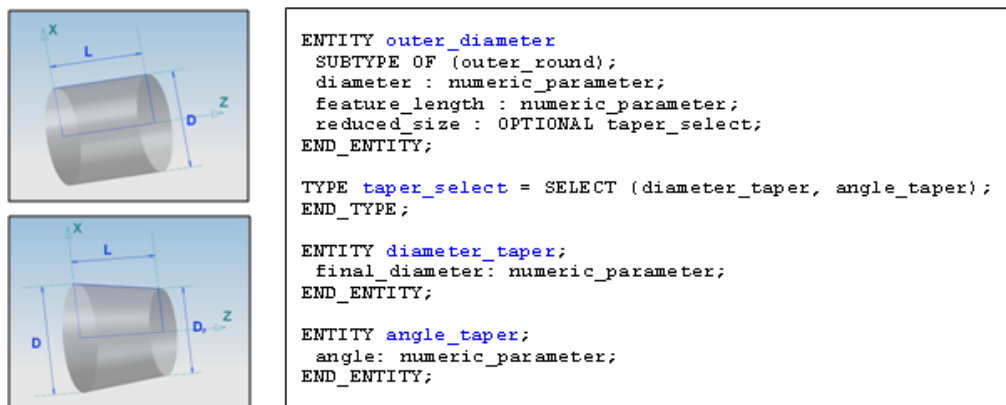 X
L
Z
D
X
L
Z
D
DF
ENTITY outer_diameter
SUBTYPE OF (outer_round);
diameter : numeric_parameter;
feature_length : numeric_parameter;
reduced_size : OPTIONAL taper_select;
END_ENTITY;
TYPE taper_select = SELECT (diameter_taper, angle_taper);
END_TYPE;
ENTITY diameter_taper;
final_diameter: numeric_parameter;
END_ENTITY;
ENTITY angle_taper;
angle: numeric_parameter;
END_ENTITY;